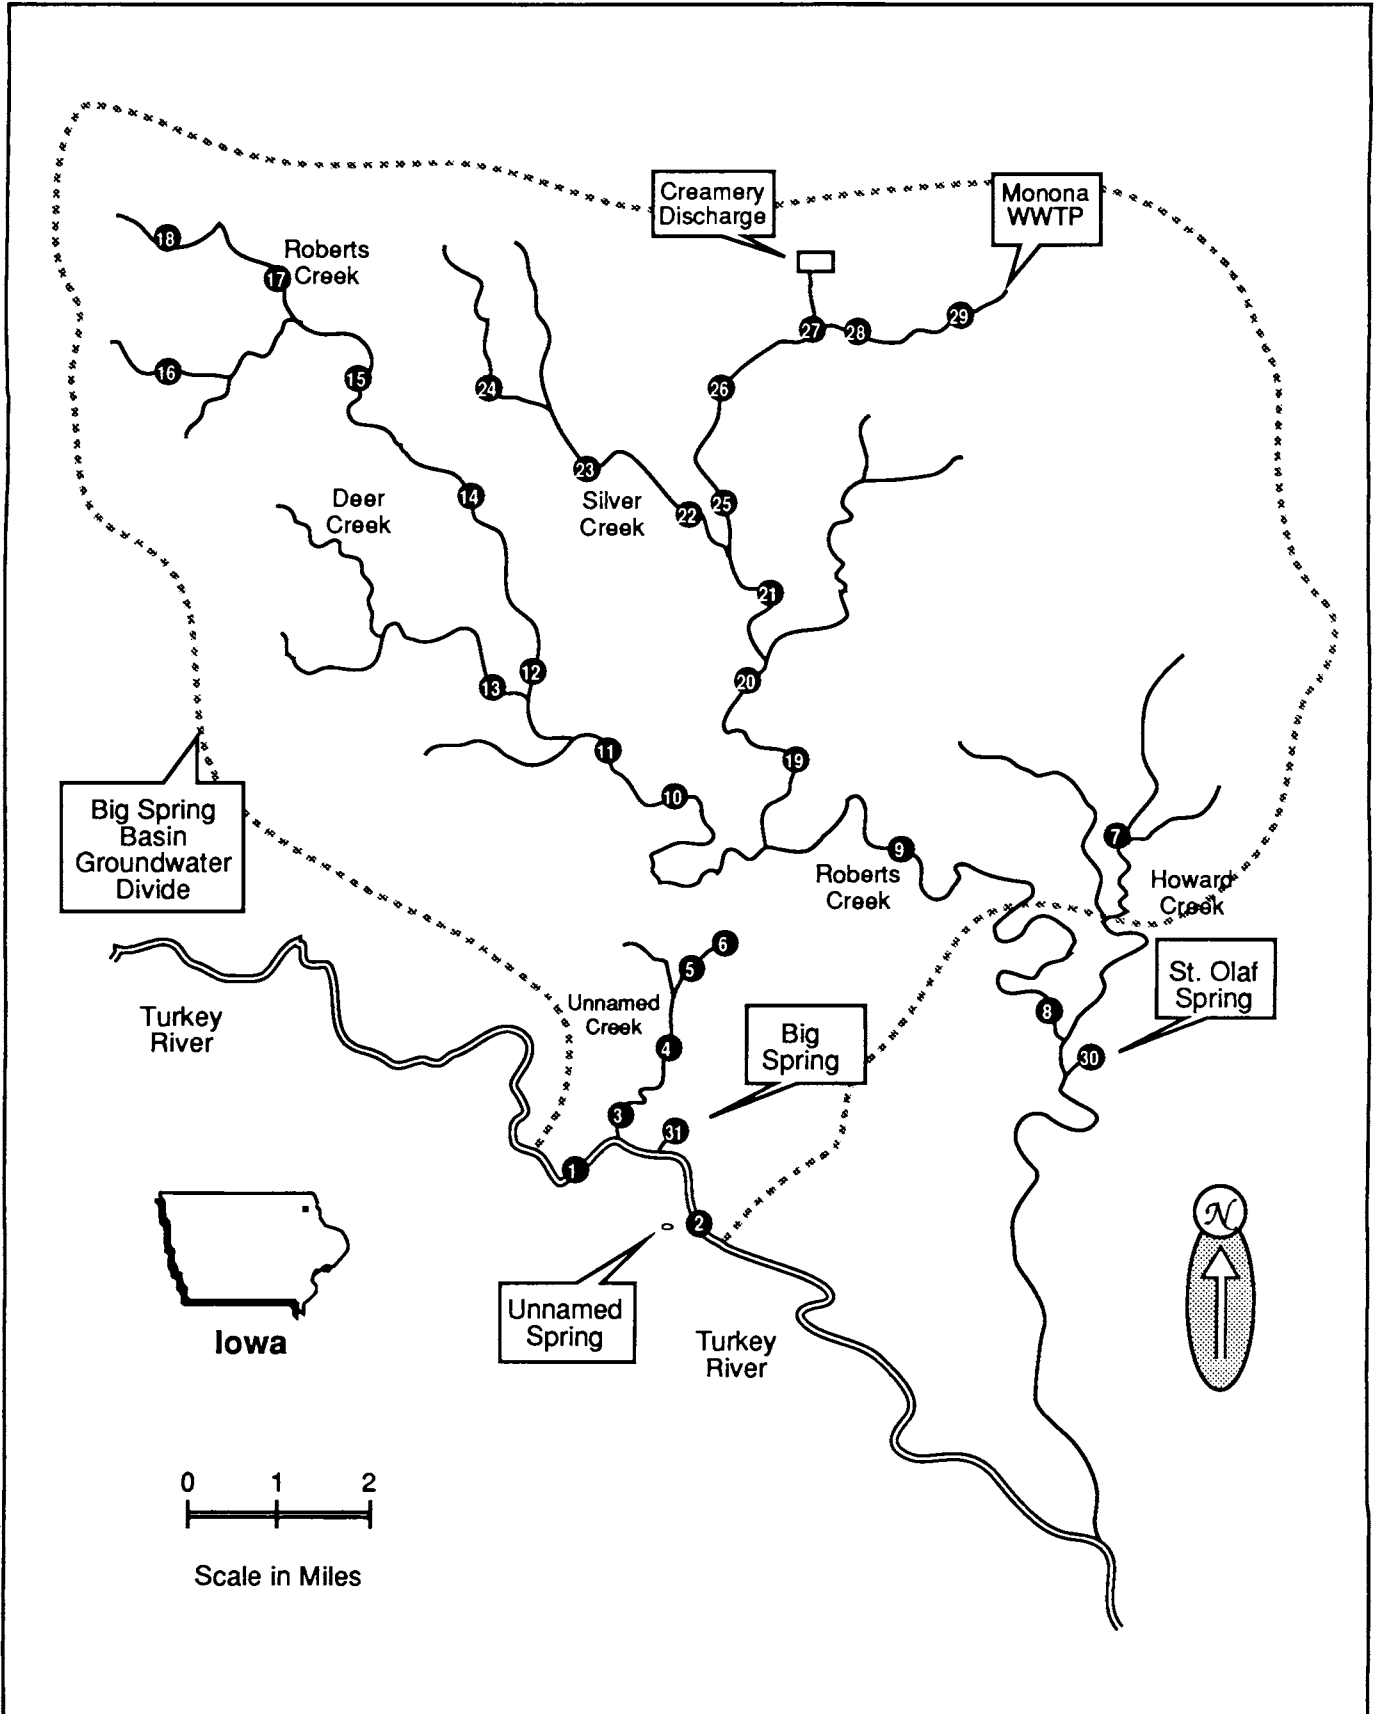 Creamery
Discharge
Monona
WWTP
18
Roberts
Creek
17
29
27
28
16
15
24
26
23
Silver
Creek
14
Deer
Creek
25
22
21
12
13
20
11
19
10
Big Spring
Basin
Groundwater
Divide
7
9
Roberts
Creek
Howard
Creek
6
5
St. Olaf
Spring
Unnamed
Creek
8
Turkey
River
Big
Spring
4
30
3
31
1
2
N
Unnamed
Spring
Iowa
Turkey
River
0 1 2
Scale in Miles